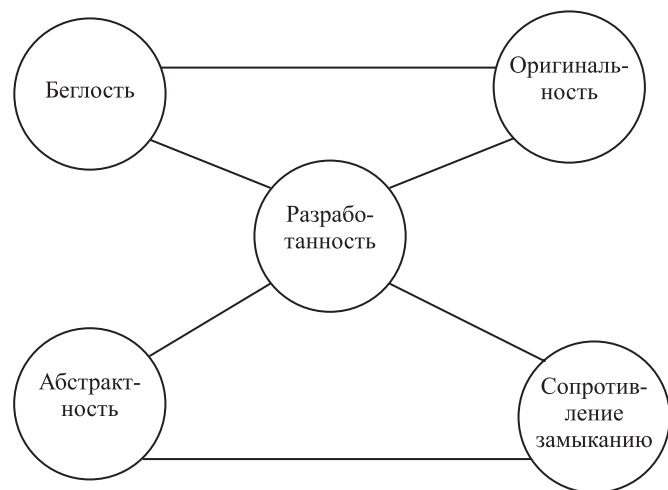 Беглость
Оригиналь-
ность
Разрабо-
танность
Абстракт-
ность
Сопротив-
ление
замыканию